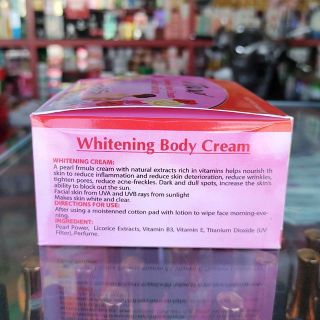 Whitening Body Cream
WHITENING CREAM:
A pearl frmula cream with natural extracts rich in vitamins helps nourish th
skin to reduce inflammation and reduce skin deterioration, reduce wrinkles,
tighten pores, reduce acne-freckles. Dark and dull spots, increase the skin's
ability to block out the sun.
Facial skin from UVA and UVB rays from sunlight
Makes skin white and clear.
DIRECTIONS FOR USE:
After using a moistenned cotton pad with lotion to wipe face morning-eve-
ning.
INGREDIENT:
Pearl Power, Licorice Extracts, Vitamin B3, Vitamin E, Titanium Dioxide (UV
Filter), Perfume.